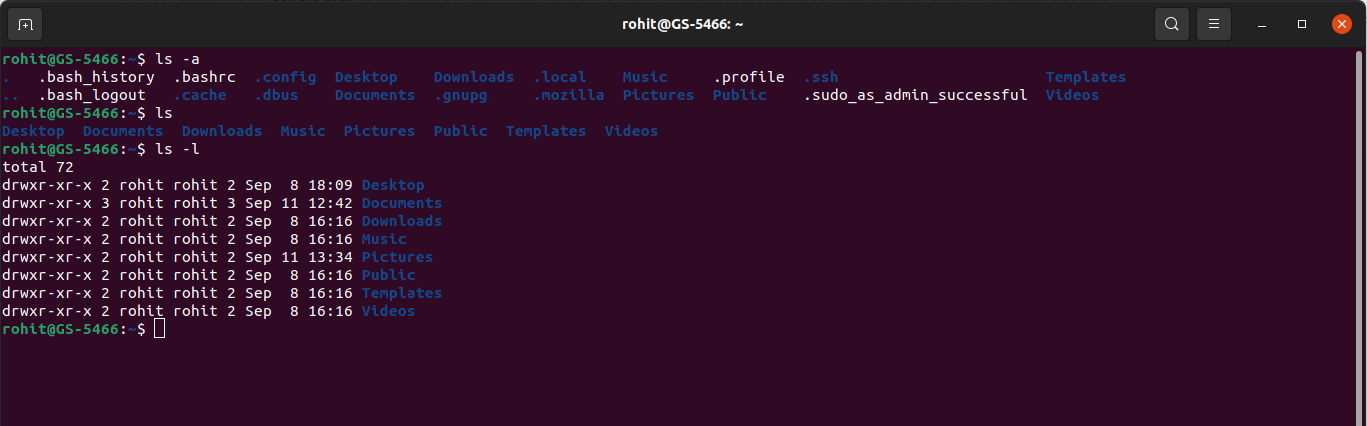 rohit@GS-5466: ~
rohit@GS-5466:~$ ls -a
.   .bash_history  .bashrc  .config  Desktop    Downloads  .local    Music     .profile  .ssh                       Templates
..  .bash_logout   .cache   .dbus    Documents  .gnupg     .mozilla  Pictures  Public    .sudo_as_admin_successful  Videos
rohit@GS-5466:~$ ls
Desktop  Documents  Downloads  Music  Pictures  Public  Templates  Videos
rohit@GS-5466:~$ ls -l
total 72
drwxr-xr-x 2 rohit rohit 2 Sep  8 18:09 Desktop
drwxr-xr-x 3 rohit rohit 3 Sep 11 12:42 Documents
drwxr-xr-x 2 rohit rohit 2 Sep  8 16:16 Downloads
drwxr-xr-x 2 rohit rohit 2 Sep  8 16:16 Music
drwxr-xr-x 2 rohit rohit 2 Sep 11 13:34 Pictures
drwxr-xr-x 2 rohit rohit 2 Sep  8 16:16 Public
drwxr-xr-x 2 rohit rohit 2 Sep  8 16:16 Templates
drwxr-xr-x 2 rohit rohit 2 Sep  8 16:16 Videos
rohit@GS-5466:~$